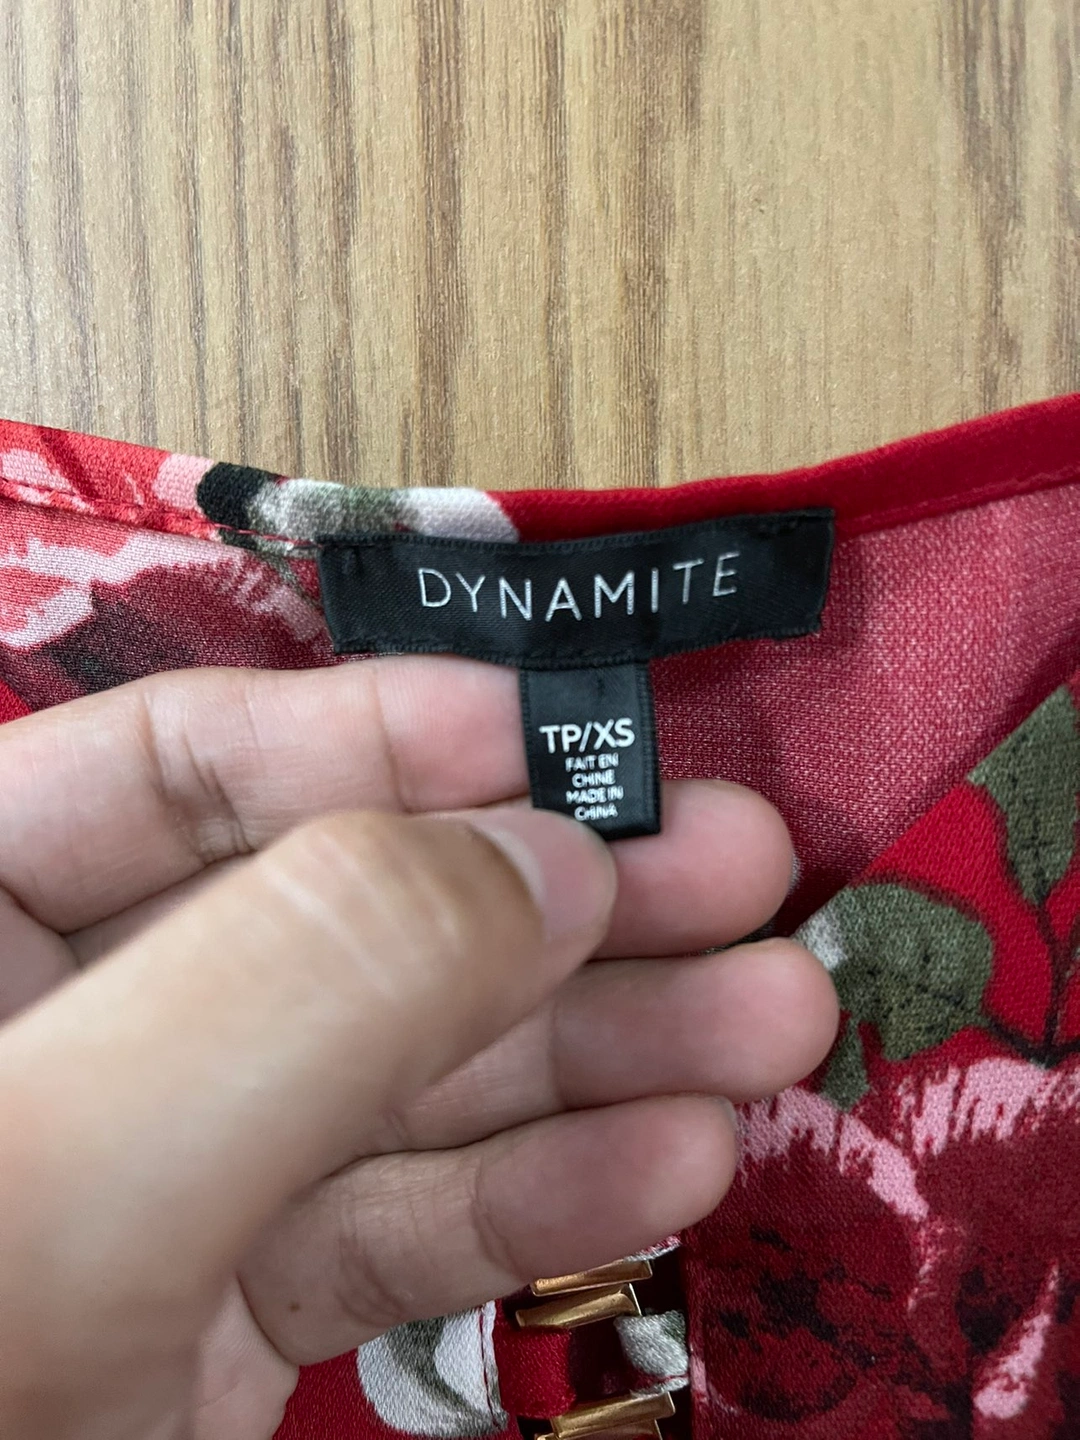 DYNAMITE
TP/XS
FAIT EN
CHINE
MADE IN
CHINA